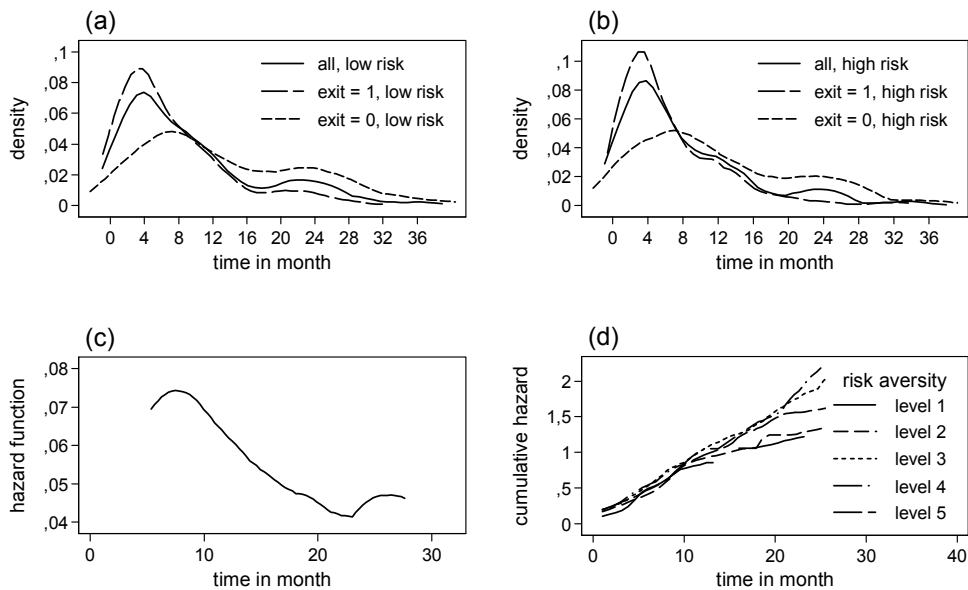 (a)
,1
,08
,06
,04
,02
0
density
all, low risk
exit = 1, low risk
exit = 0, low risk
0 4 8 12 16 20 24 28 32 36
time in month
(b)
,1
,08
,06
,04
,02
0
density
all, high risk
exit = 1, high risk
exit = 0, high risk
0 4 8 12 16 20 24 28 32 36
time in month
(c)
,08
,07
,06
,05
,04
hazard function
0 10 20 30
time in month
(d)
2
1,5
1
,5
0
cumulative hazard
risk aversity
level 1
level 2
level 3
level 4
level 5
0 10 20 30 40
time in month